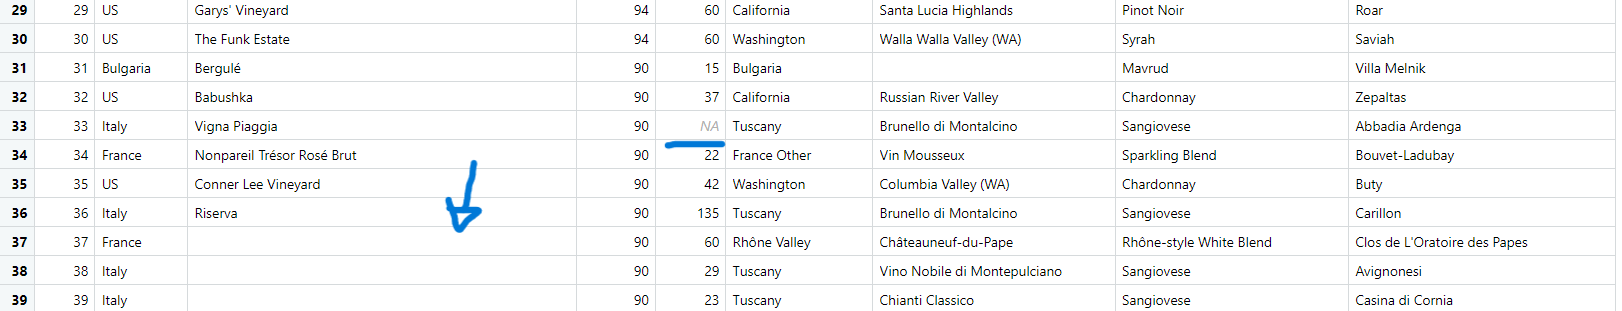 29 29 US Garys' Vineyard 94 60 California Santa Lucia Highlands Pinot Noir Roar
30 30 US The Funk Estate 94 60 Washington Walla Walla Valley (WA) Syrah Saviah
31 31 Bulgaria Bergulé 90 15 Bulgaria Mavrud Villa Melnik
32 32 US Babushka 90 37 California Russian River Valley Chardonnay Zepaltas
33 33 Italy Vigna Piaggia 90 NA Tuscany Brunello di Montalcino Sangiovese Abbadia Ardenga
34 34 France Nonpareil Trésor Rosé Brut 90 22 France Other Vin Mousseux Sparkling Blend Bouvet-Ladubay
35 35 US Conner Lee Vineyard 90 42 Washington Columbia Valley (WA) Chardonnay Buty
36 36 Italy Riserva 90 135 Tuscany Brunello di Montalcino Sangiovese Carillon
37 37 France 90 60 Rhône Valley Châteauneuf-du-Pape Rhône-style White Blend Clos de L'Oratoire des Papes
38 38 Italy 90 29 Tuscany Vino Nobile di Montepulciano Sangiovese Avignonesi
39 39 Italy 90 23 Tuscany Chianti Classico Sangiovese Casina di Cornia